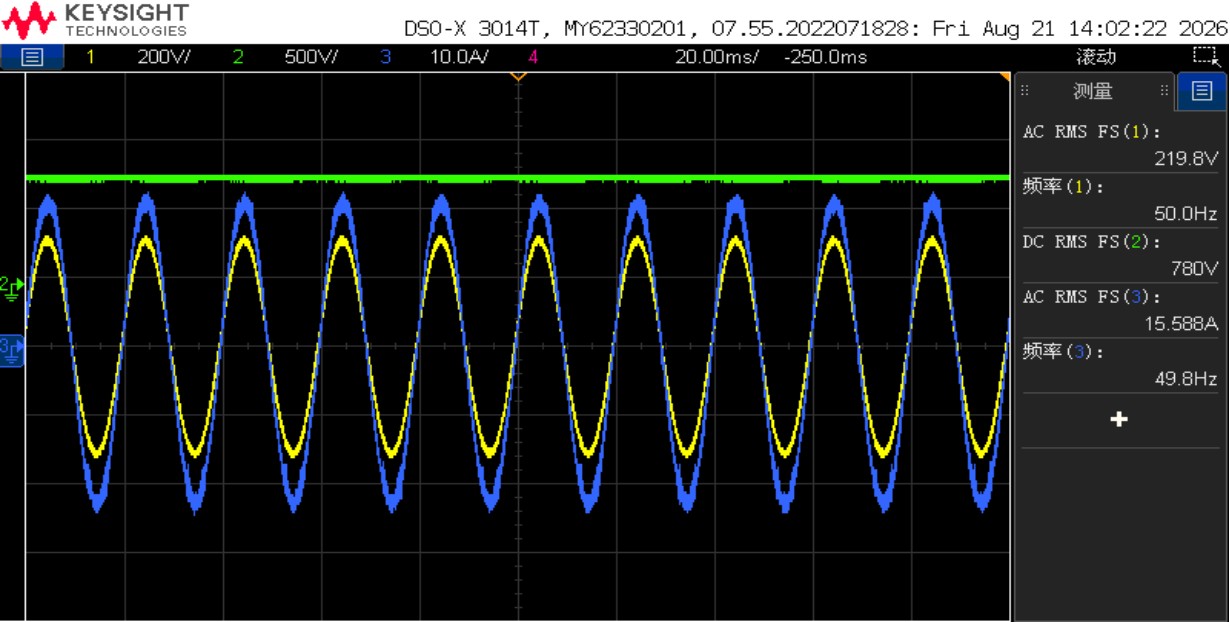 KEYSIGHT
TECHNOLOGIES
DSO-X 3014T, MY62330201, 07.55.2022071828: Fri Aug 21 14:02:22 2026
1 200V/ 2 500V/ 3 10.0A/ 4 20.00ms/ -250.0ms 滚动
测量
AC RMS FS(1):
219.8V
频率(1):
50.0Hz
DC RMS FS(2):
780V
AC RMS FS(3):
15.588A
频率(3):
49.8Hz
+
2
3